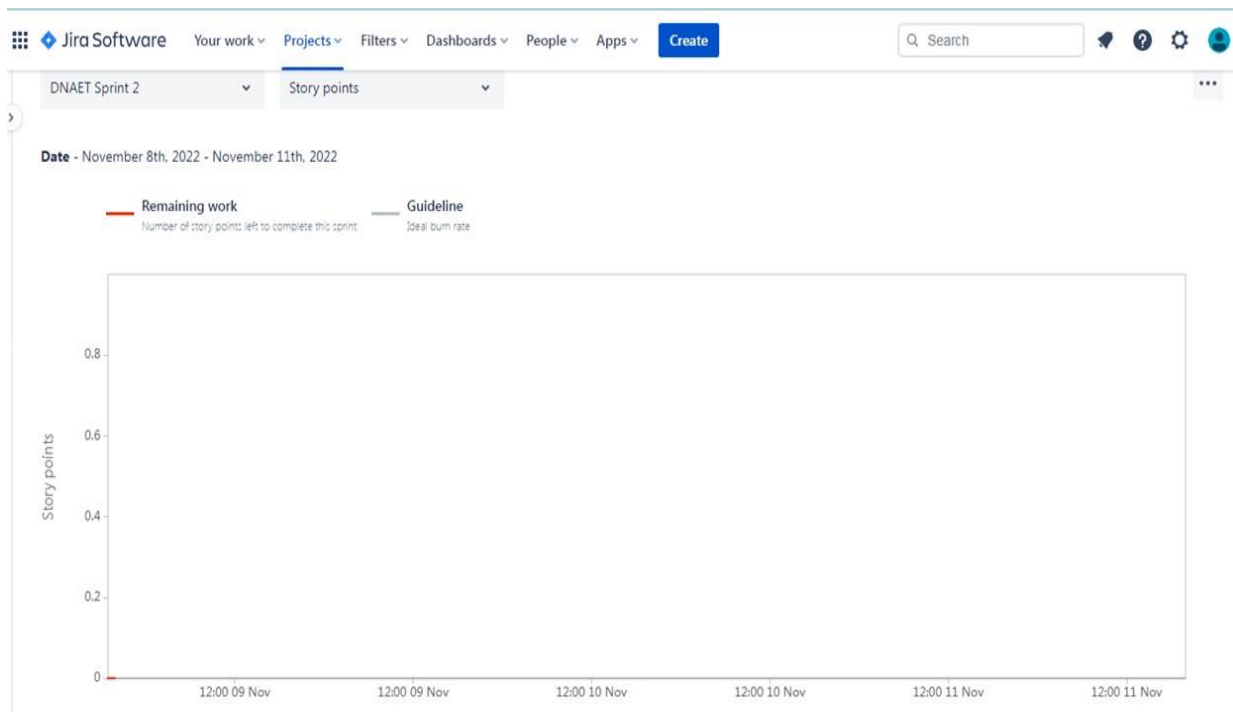 Jira Software Your work Projects Filters Dashboards People Apps Create Search
DNAET Sprint 2 Story points
Date - November 8th, 2022 - November 11th, 2022
Remaining work Guideline
Number of story points left to complete this sprint Ideal burn rate
0.8
0.6
Story points
0.4
0.2
0
12:00 09 Nov 12:00 09 Nov 12:00 10 Nov 12:00 10 Nov 12:00 11 Nov 12:00 11 Nov